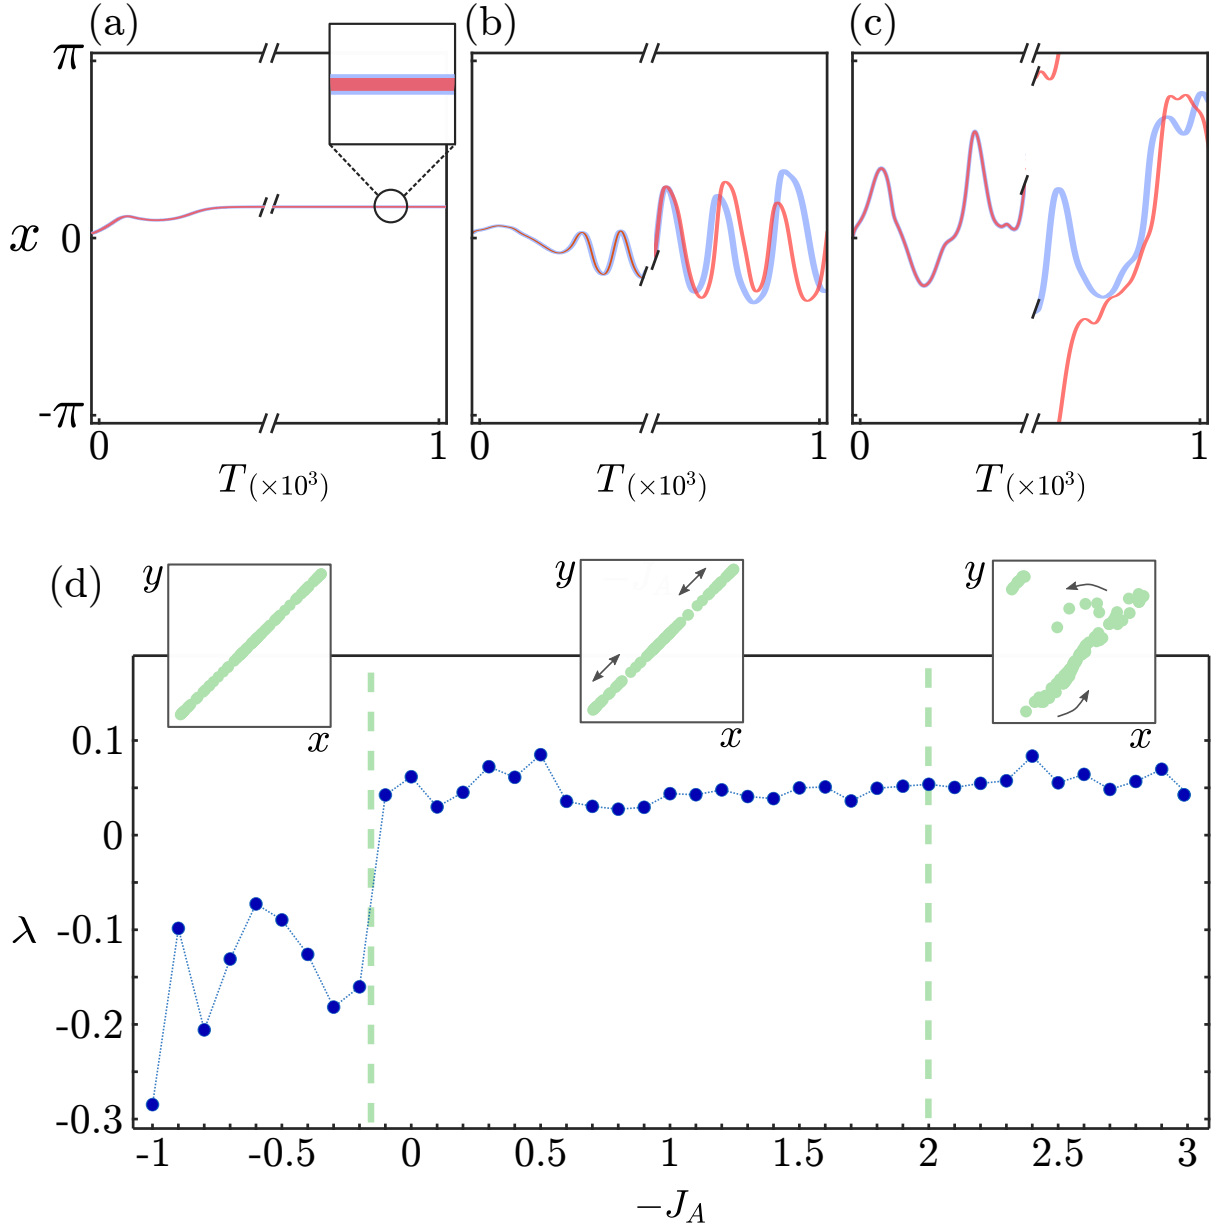 (a) (b) (c)
π
x 0
-π
0 1 0 1 0 1
T (×10³) T (×10³) T (×10³)
(d) y y y
x x x
0.1
0
λ -0.1
-0.2
-0.3
-1 -0.5 0 0.5 1 1.5 2 2.5 3
−J_A